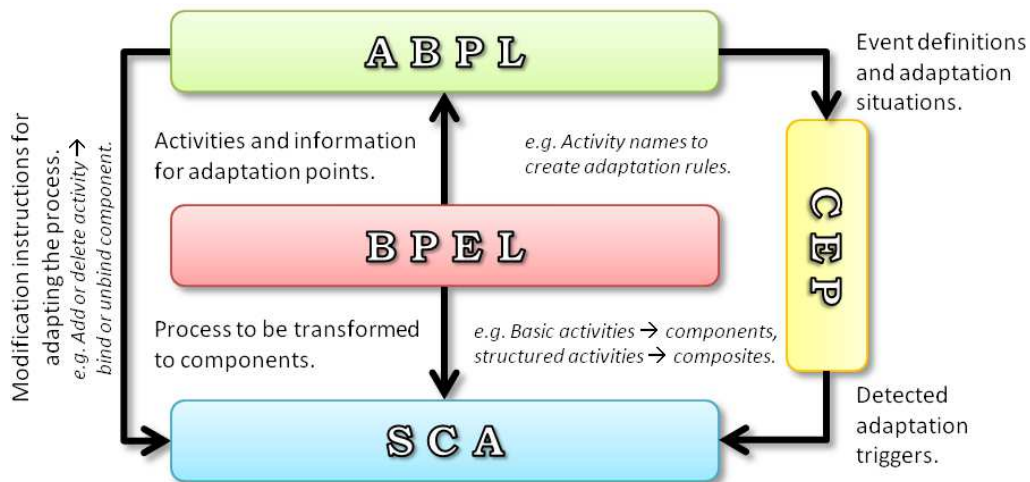 A B P L
Event definitions
and adaptation
situations.
Modification instructions for
adapting the process.
e.g. Add or delete activity →
bind or unbind component.
Activities and information
for adaptation points.
e.g. Activity names to
create adaptation rules.
C E P
B P E L
Process to be transformed
to components.
e.g. Basic activities → components,
structured activities → composites.
Detected
adaptation
triggers.
S C A